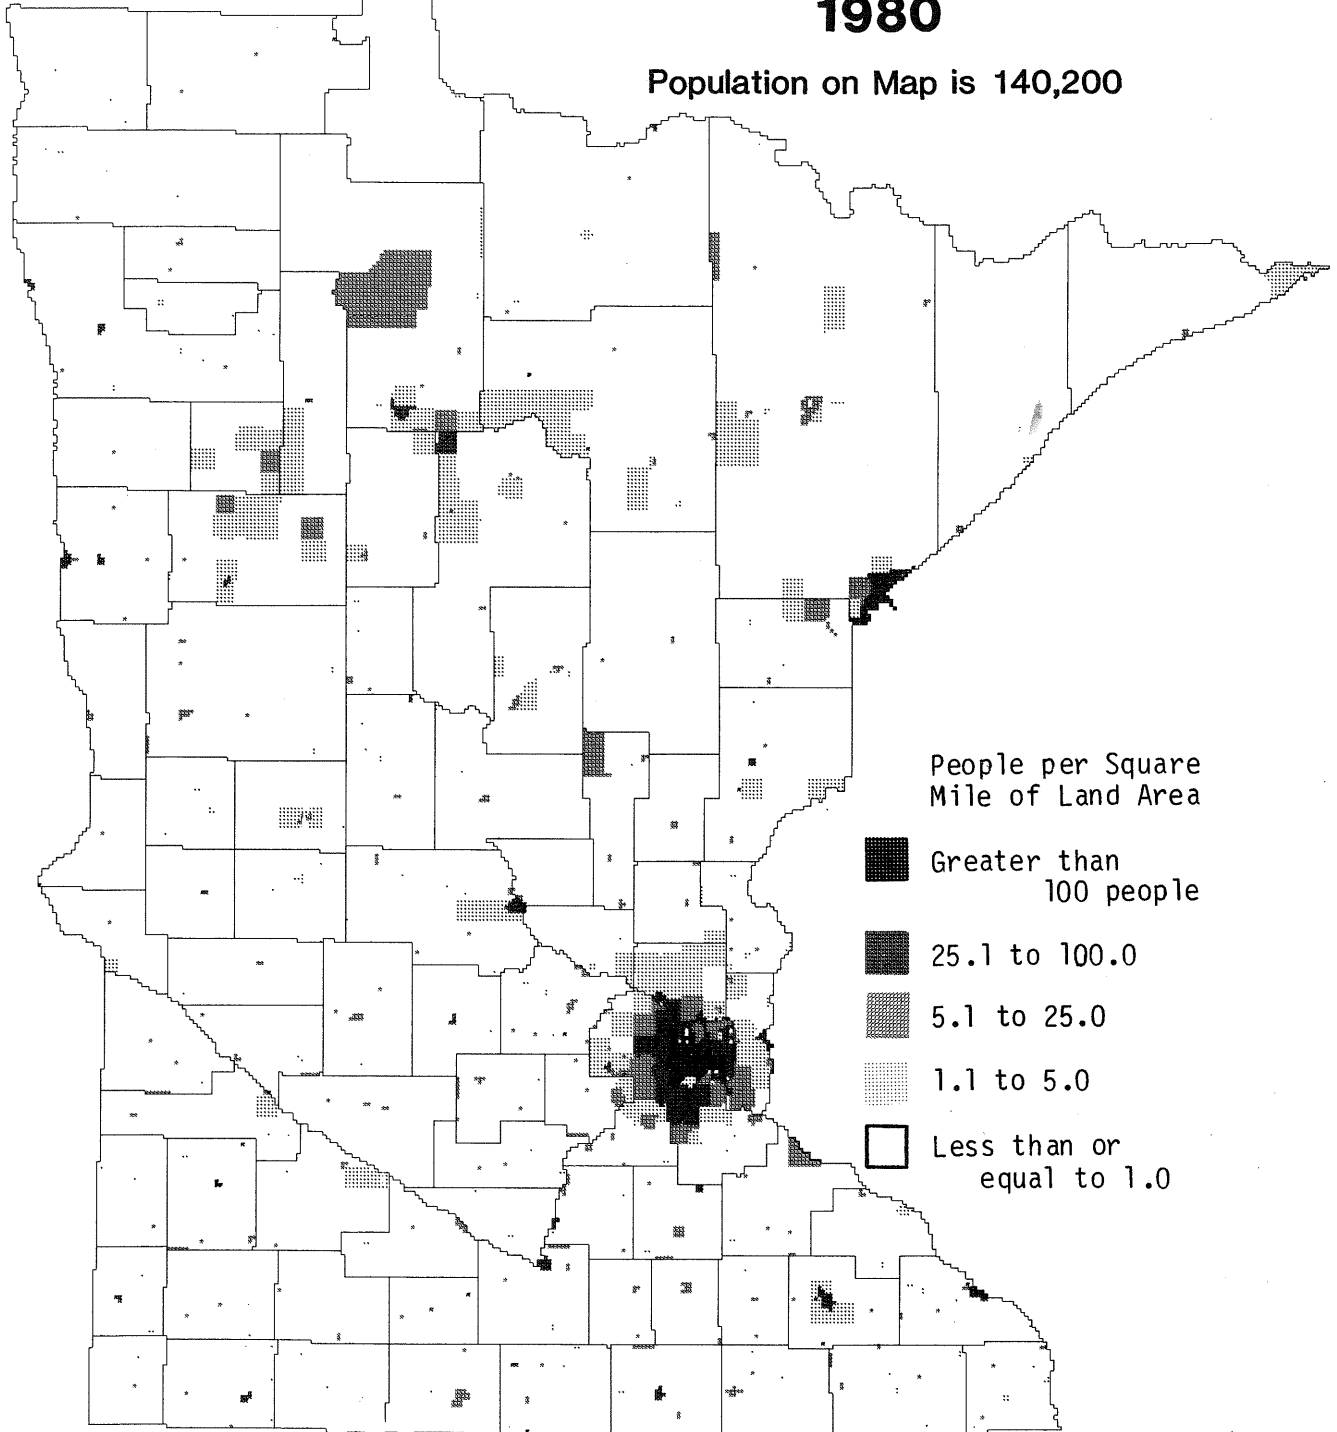 1980
Population on Map is 140,200
People per Square
Mile of Land Area
Greater than
100 people
25.1 to 100.0
5.1 to 25.0
1.1 to 5.0
Less than or
equal to 1.0